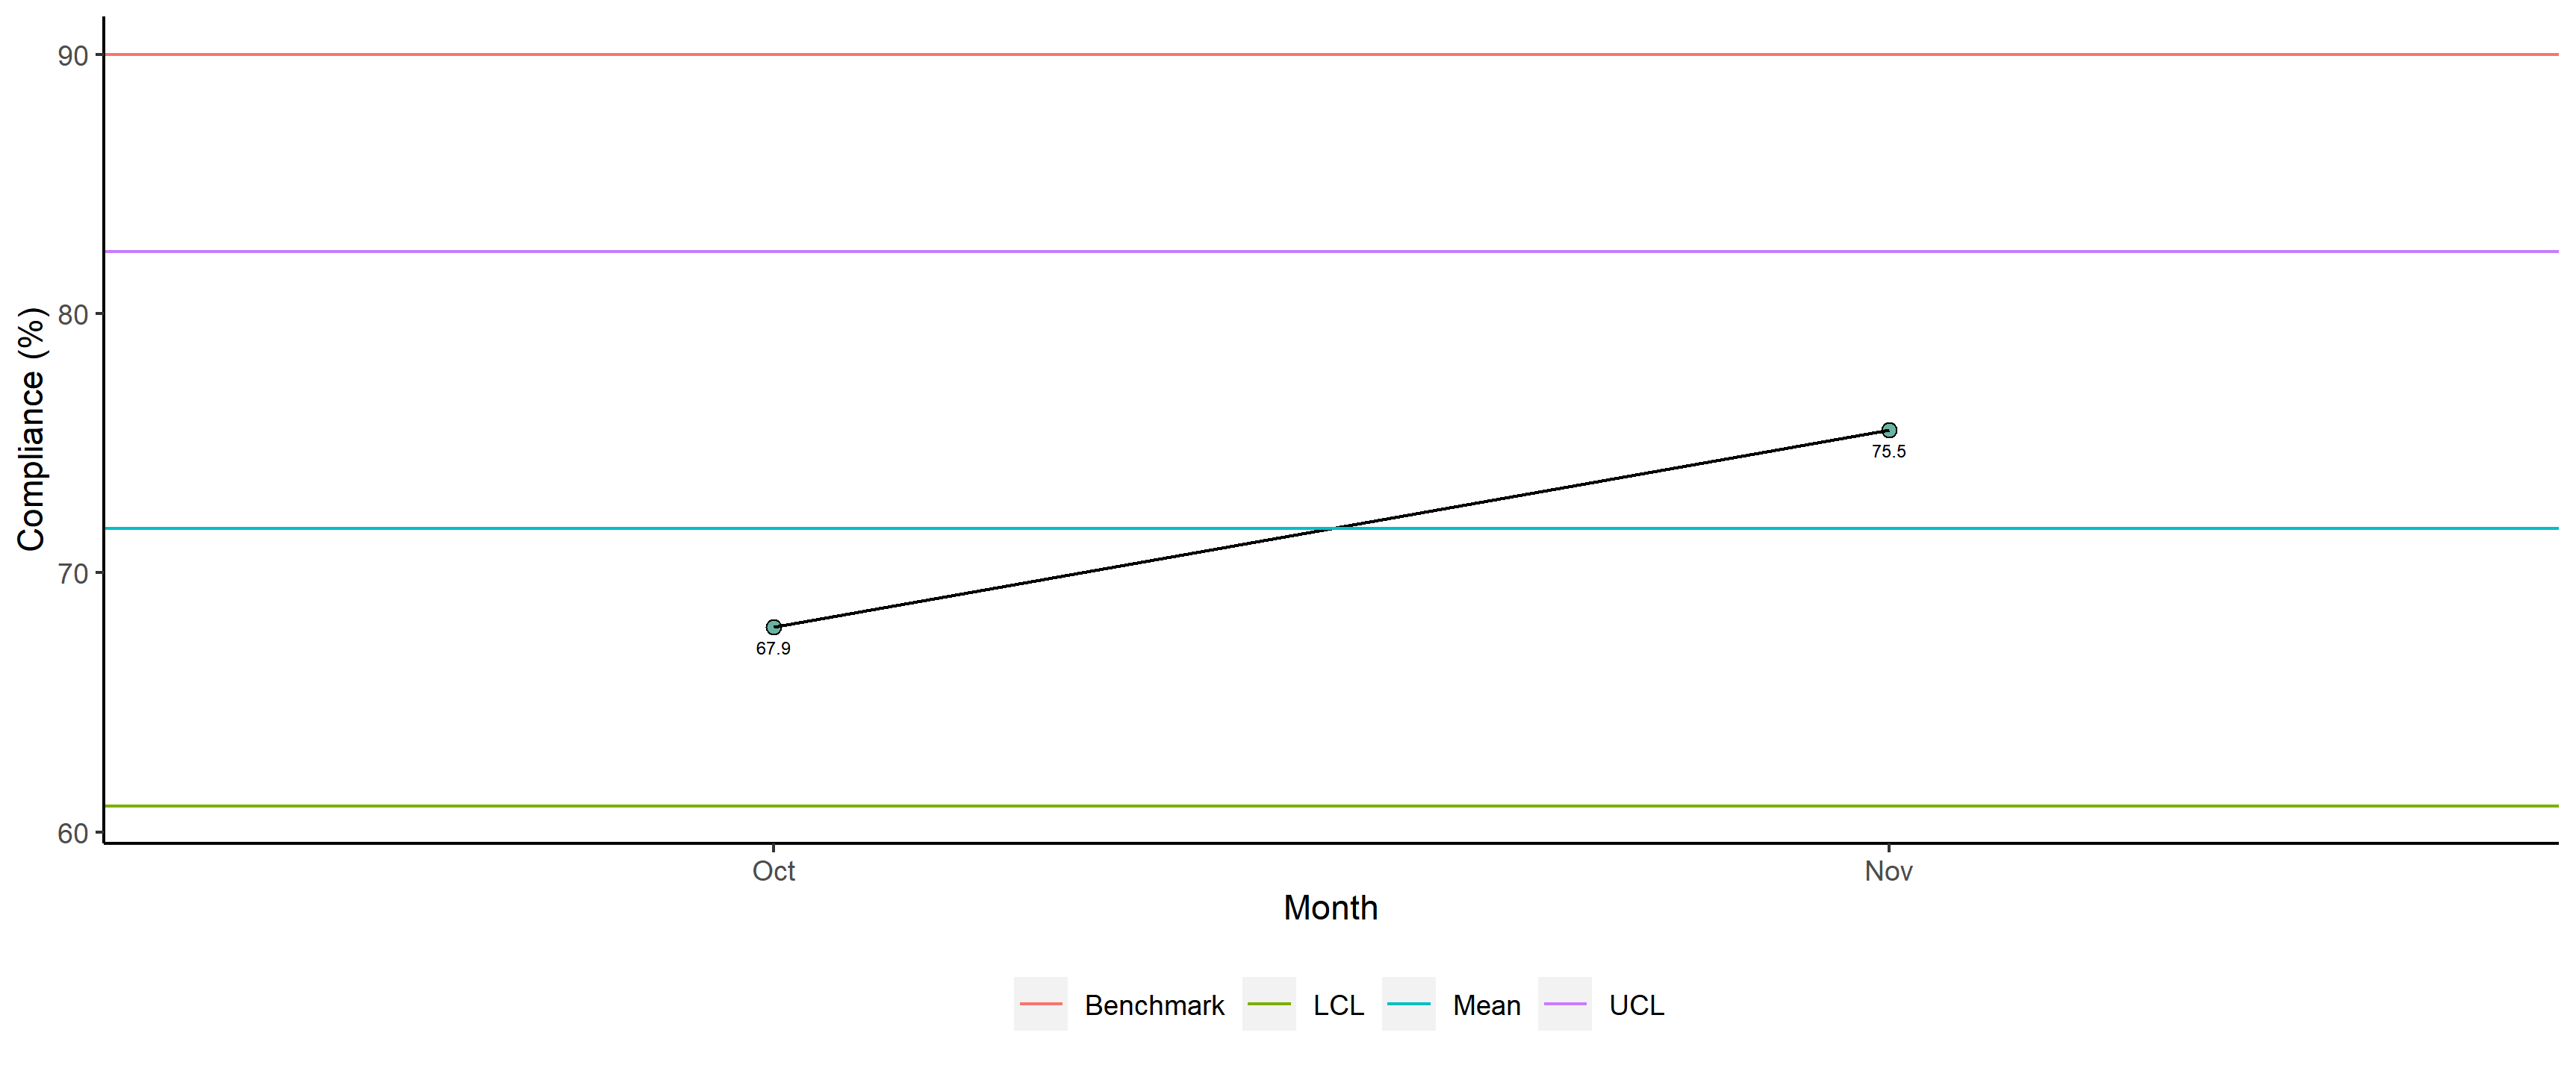 Compliance (%)
90
80
70
60
75.5
67.9
Oct
Nov
Month
Benchmark
LCL
Mean
UCL